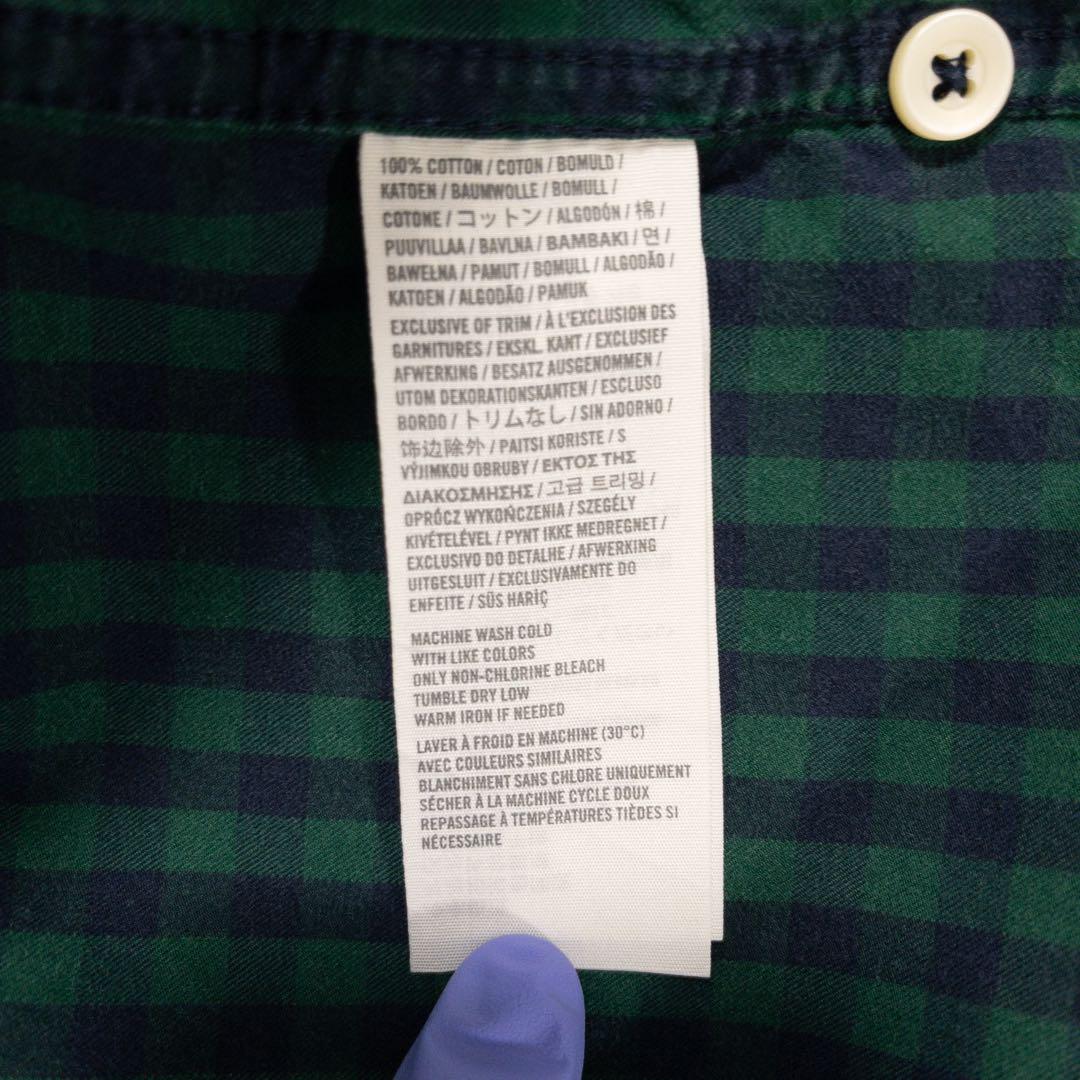 100% COTTON / COTON / BOMULD /
KATOEN / BAUMWOLLE / BOMULL /
COTONE / コットン / ALGODÓN / 棉 /
PUUVILLAA / BAVLNA / BAMBAKI / 면 /
BAWEŁNA / PAMUT / BOMULL / ALGODÃO /
KATOEN / ALGODÃO / PAMUK
EXCLUSIVE OF TRIM / À L'EXCLUSION DES
GARNITURES / EKSKL. KANT / EXCLUSIEF
AFWERKING / BESATZ AUSGENOMMEN /
UTOM DEKORATIONSKANTEN / ESCLUSO
BORDO / トリムなし / SIN ADORNO /
饰边除外 / PAITSI KORISTE / S
VÝJIMKOU OBRUBY / ΕΚΤΟΣ ΤΗΣ
ΔΙΑΚΟΣΜΗΣΗΣ / 고급 트리밍 /
OPRÓCZ WYKOŃCZENIA / SZEGÉLY
KIVÉTELÉVEL / PYNT IKKE MEDREGNET /
EXCLUSIVO DO DETALHE / AFWERKING
UITGESLUIT / EXCLUSIVAMENTE DO
ENFEITE / SÜS HARİÇ
MACHINE WASH COLD
WITH LIKE COLORS
ONLY NON-CHLORINE BLEACH
TUMBLE DRY LOW
WARM IRON IF NEEDED
LAVER À FROID EN MACHINE (30°C)
AVEC COULEURS SIMILAIRES
BLANCHIMENT SANS CHLORE UNIQUEMENT
SÉCHER À LA MACHINE CYCLE DOUX
REPASSAGE À TEMPÉRATURES TIÈDES SI
NÉCESSAIRE